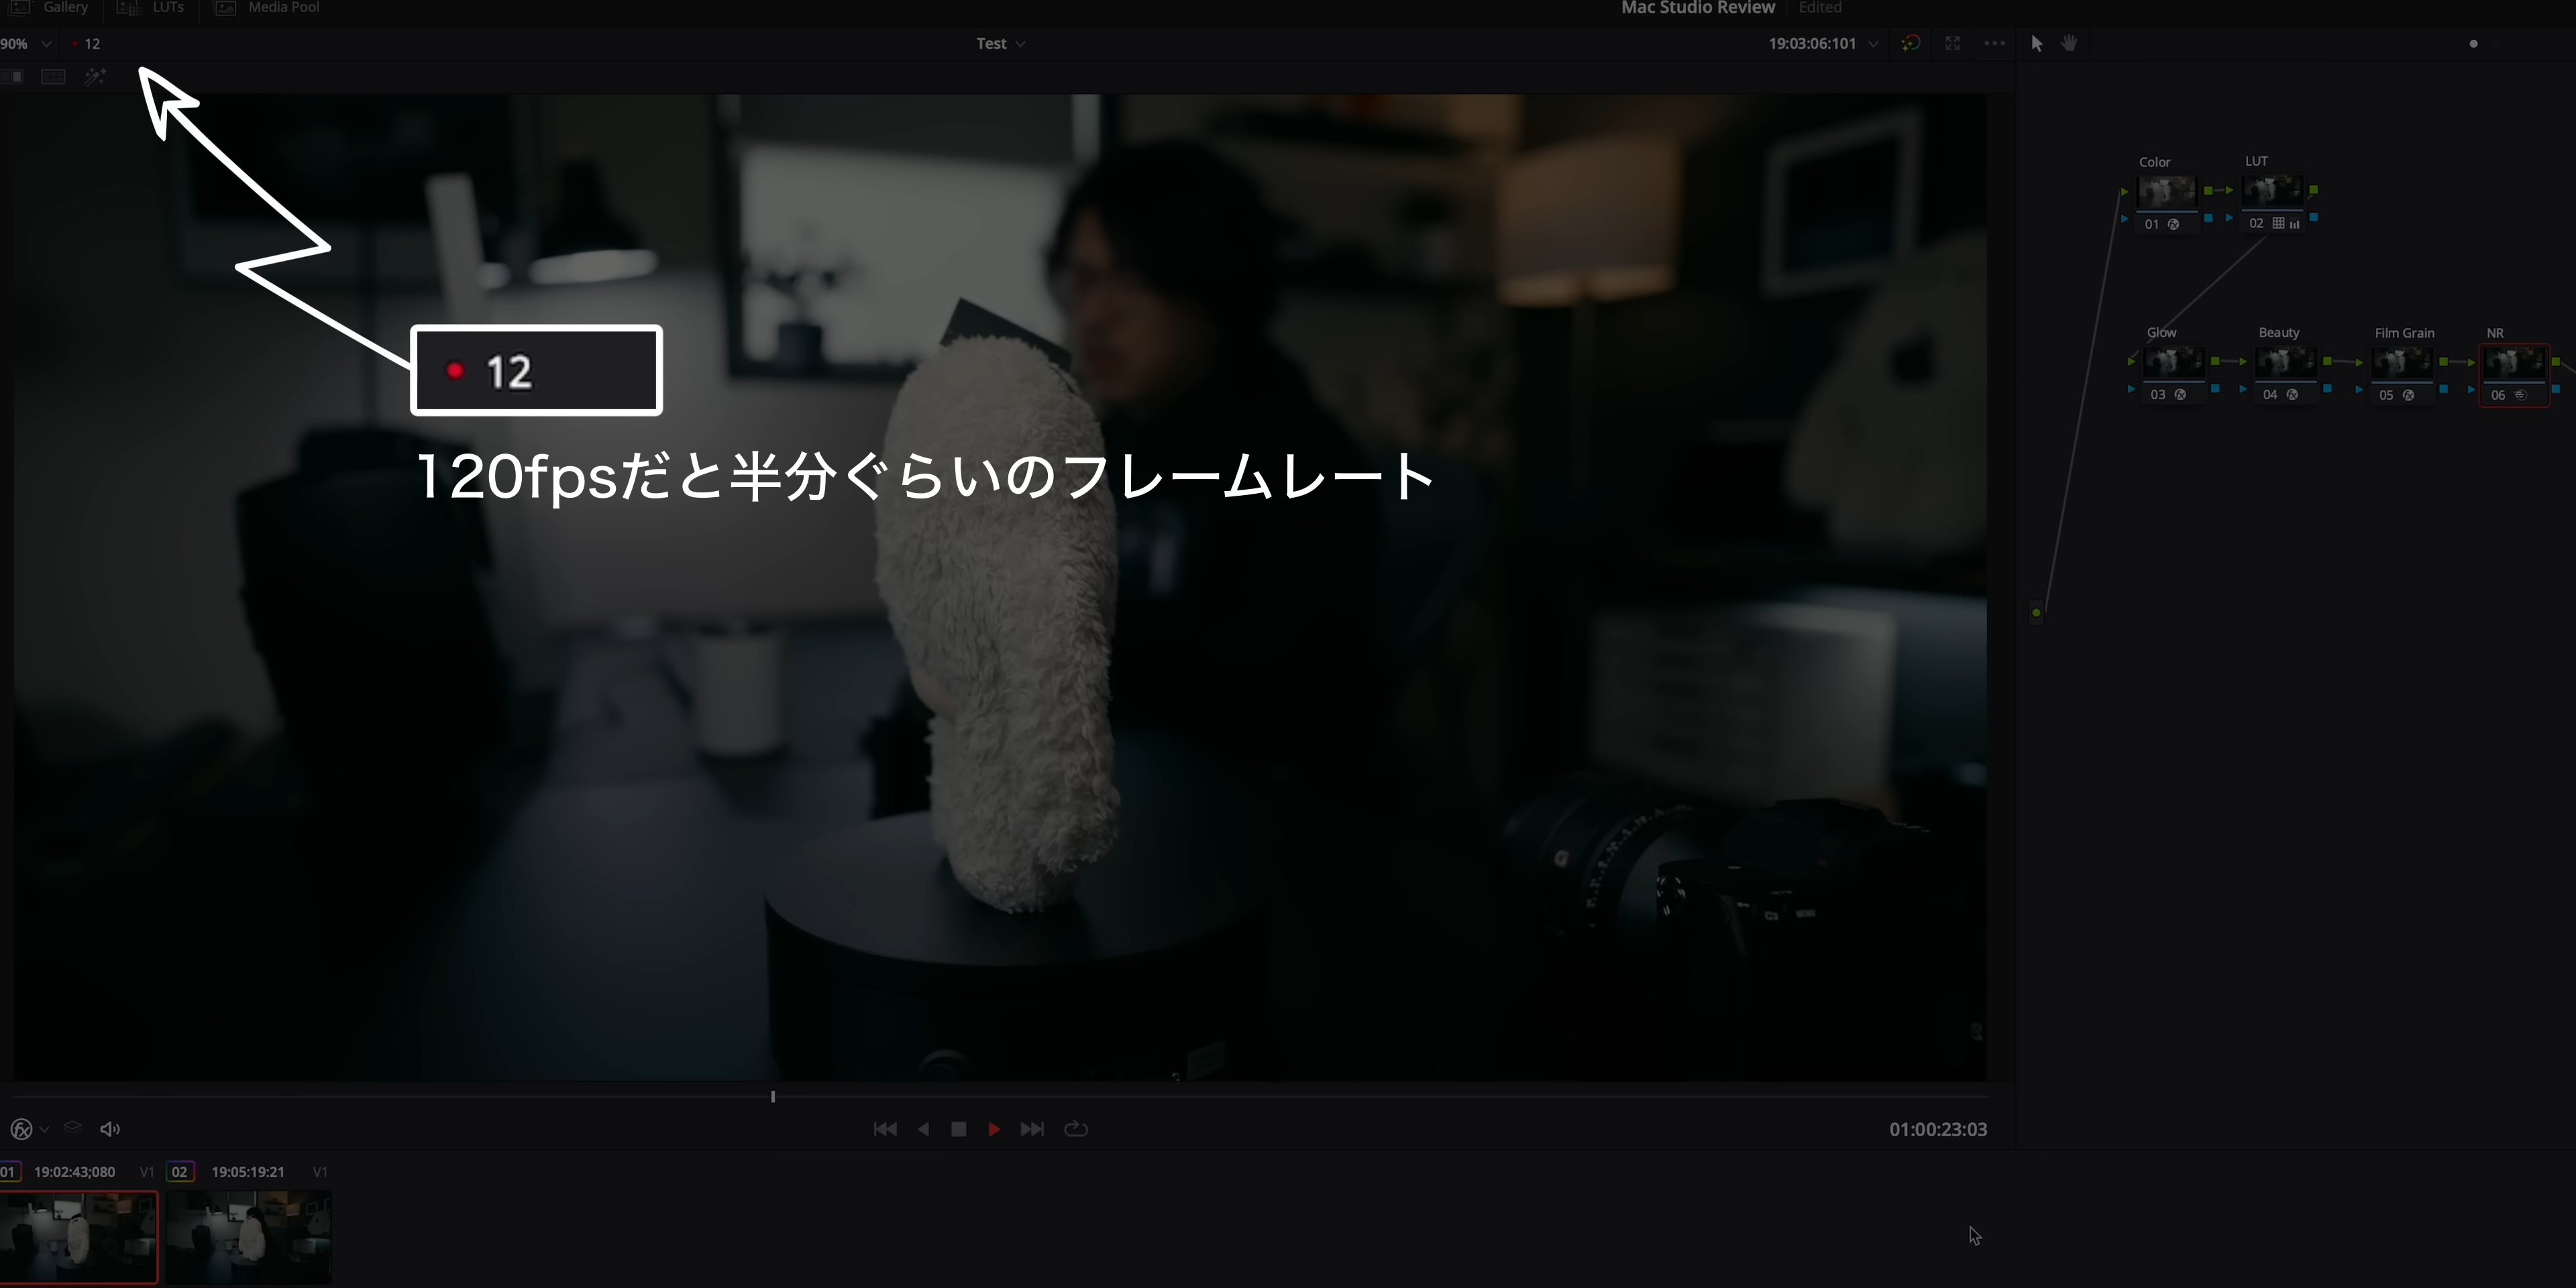 Gallery LUTs Media Pool Mac Studio Review Edited
90% 12 Test 19:03:06:101
Color LUT
01 02
Glow Beauty Film Grain NR
03 04 05 06
12
120fpsだと半分ぐらいのフレームレート
01:00:23:03
01 19:02:43;080 V1 02 19:05:19:21 V1